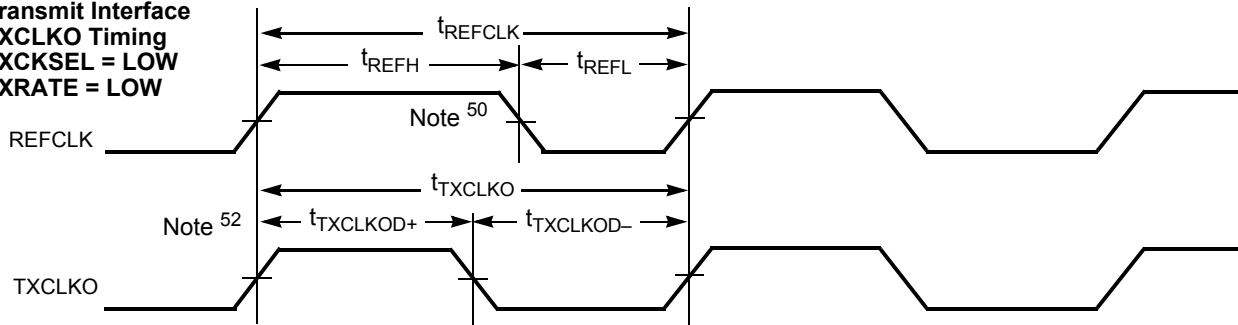 ransmit Interface
XCLKO Timing
XCKSEL = LOW
XRATE = LOW
tREFCLK
tREFH
tREFL
Note 50
REFCLK
tTXCLKO
Note 52
tTXCLKOD+
tTXCLKOD–
TXCLKO